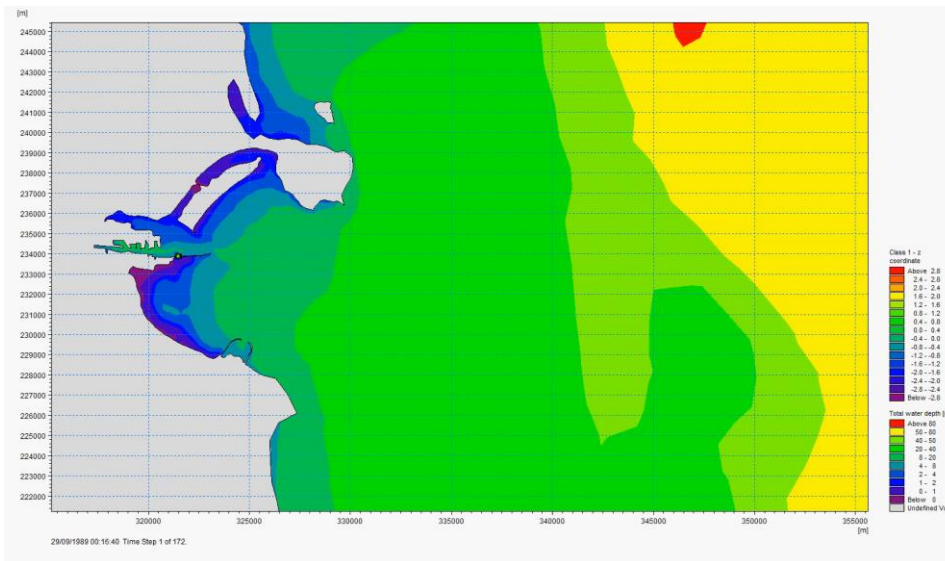 [m]
245000
244000
243000
242000
241000
240000
239000
238000
237000
236000
235000
234000
233000
232000
231000
230000
229000
228000
227000
226000
225000
224000
223000
222000
320000 325000 330000 335000 340000 345000 350000 355000
[m]
29/09/1989 00:16:40 Time Step 1 of 172.
Class 1 - z
coordinate
Above 2.8
2.4 - 2.8
2.0 - 2.4
1.6 - 2.0
1.2 - 1.6
0.8 - 1.2
0.4 - 0.8
0.0 - 0.4
-0.4 - 0.0
-0.8 - -0.4
-1.2 - -0.8
-1.6 - -1.2
-2.0 - -1.6
-2.4 - -2.0
-2.8 - -2.4
Below -2.8
Total water depth [
Above 80
50 - 80
40 - 50
20 - 40
8 - 20
4 - 8
2 - 4
1 - 2
0 - 1
Below 0
Undefined V